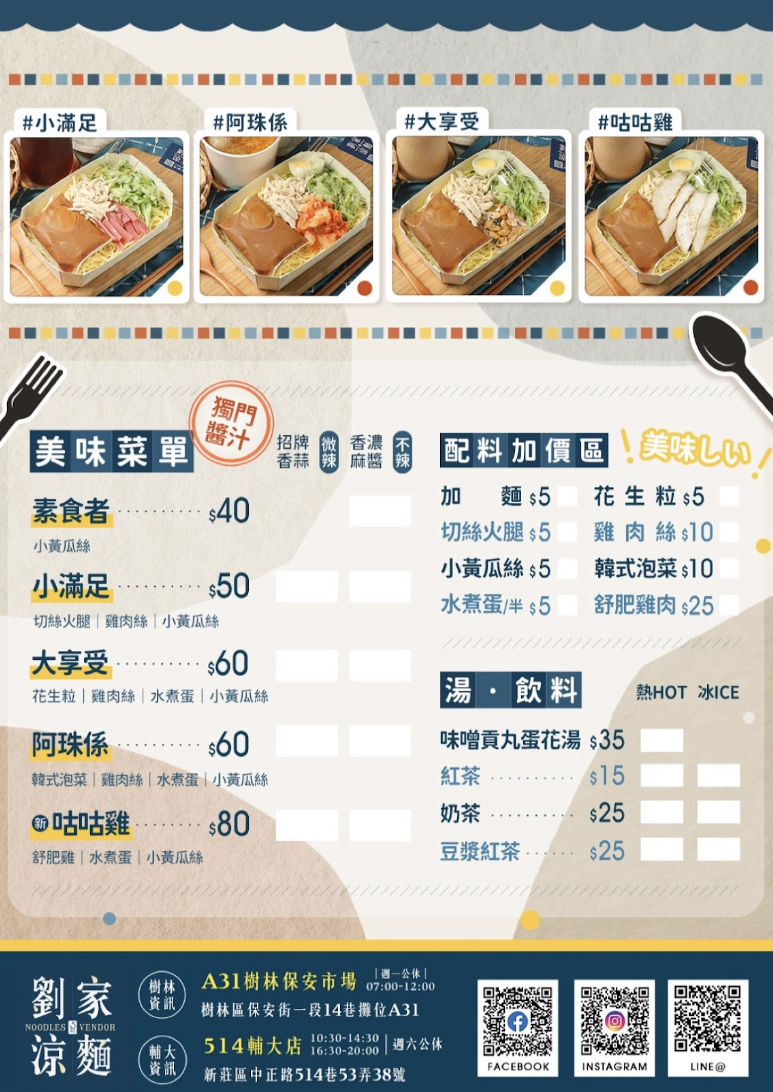 #小滿足
#阿珠係
#大享受
#咕咕雞
獨門
醬汁
美味菜單
招牌
香蒜
微辣
香濃
麻醬
不辣
素食者 $40
小黃瓜絲
小滿足 $50
切絲火腿｜雞肉絲｜小黃瓜絲
大享受 $60
花生粒｜雞肉絲｜水煮蛋｜小黃瓜絲
阿珠係 $60
韓式泡菜｜雞肉絲｜水煮蛋｜小黃瓜絲
新 咕咕雞 $80
舒肥雞｜水煮蛋｜小黃瓜絲
配料加價區
美味しい！
加麵 $5 花生粒 $5
切絲火腿 $5 雞肉絲 $10
小黃瓜絲 $5 韓式泡菜 $10
水煮蛋/半 $5 舒肥雞肉 $25
湯・飲料 熱HOT 冰ICE
味噌貢丸蛋花湯 $35
紅茶 $15
奶茶 $25
豆漿紅茶 $25
劉家
NOODLES VENDOR
涼麵
樹林
資訊
A31樹林保安市場 ｜週一公休｜
07:00-12:00
樹林區保安街一段14巷攤位A31
輔大
資訊
514輔大店 10:30-14:30
16:30-20:00｜週六公休
新莊區中正路514巷53弄38號
FACEBOOK
INSTAGRAM
LINE@